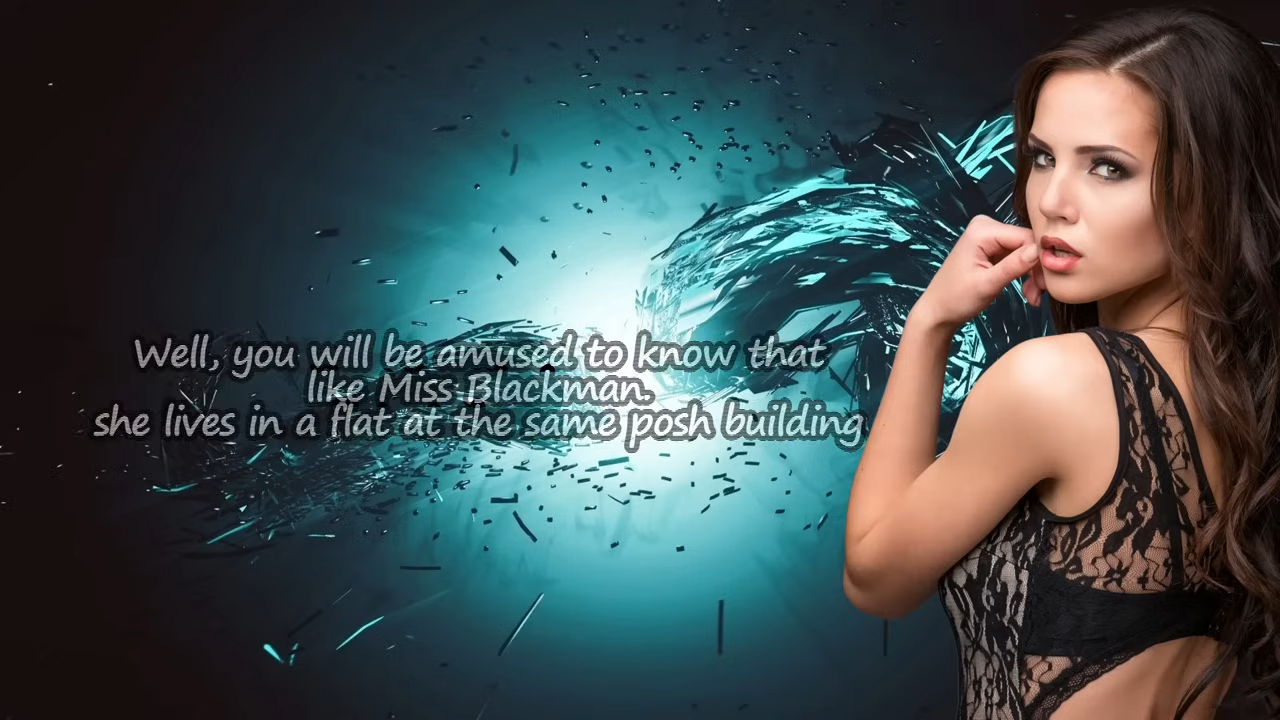 Well, you will be amused to know that
like Miss Blackman.
she lives in a flat at the same posh building